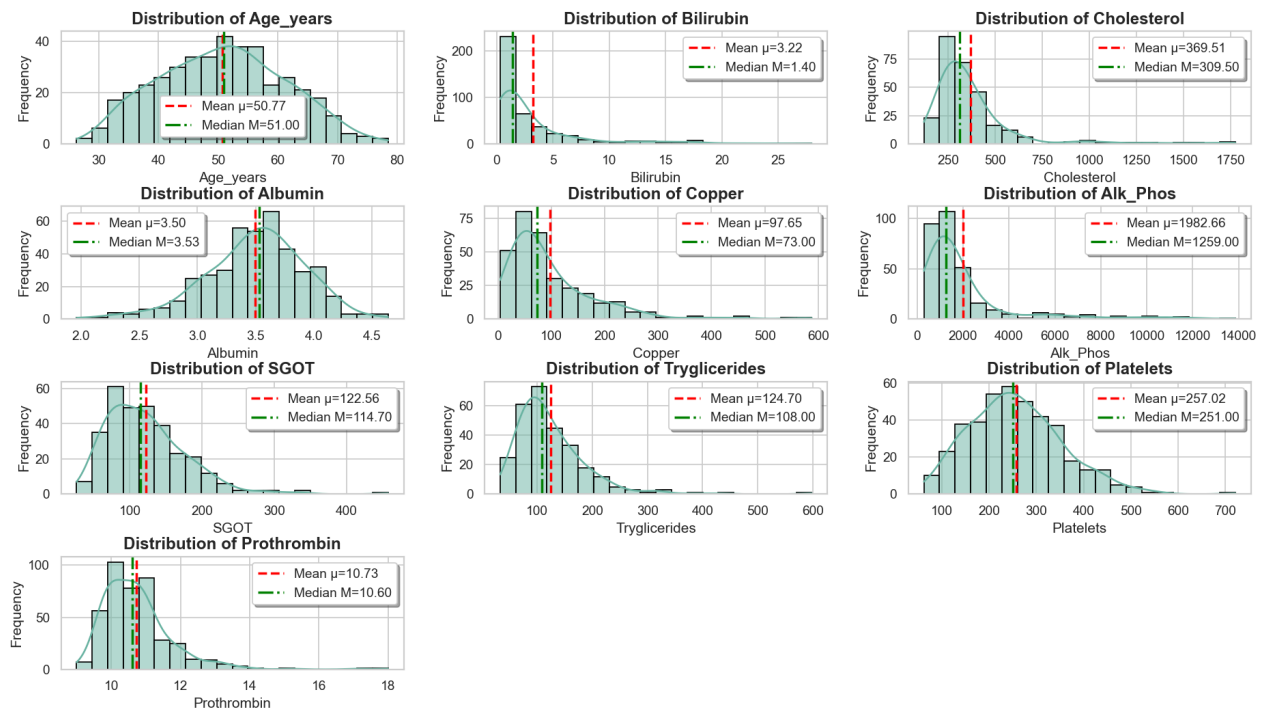 Distribution of Age_years
Frequency
40
20
0
Mean μ=50.77
Median M=51.00
30 40 50 60 70 80
Age_years
Distribution of Bilirubin
Frequency
200
100
0
Mean μ=3.22
Median M=1.40
0 5 10 15 20 25
Bilirubin
Distribution of Cholesterol
Frequency
75
50
25
0
Mean μ=369.51
Median M=309.50
250 500 750 1000 1250 1500 1750
Cholesterol
Distribution of Albumin
Frequency
60
40
20
0
Mean μ=3.50
Median M=3.53
2.0 2.5 3.0 3.5 4.0 4.5
Albumin
Distribution of Copper
Frequency
75
50
25
0
Mean μ=97.65
Median M=73.00
0 100 200 300 400 500 600
Copper
Distribution of Alk_Phos
Frequency
100
50
0
Mean μ=1982.66
Median M=1259.00
0 2000 4000 6000 8000 10000 12000 14000
Alk_Phos
Distribution of SGOT
Frequency
60
40
20
0
Mean μ=122.56
Median M=114.70
100 200 300 400
SGOT
Distribution of Tryglicerides
Frequency
60
40
20
0
Mean μ=124.70
Median M=108.00
100 200 300 400 500 600
Tryglicerides
Distribution of Platelets
Frequency
60
40
20
0
Mean μ=257.02
Median M=251.00
100 200 300 400 500 600 700
Platelets
Distribution of Prothrombin
Frequency
100
50
0
Mean μ=10.73
Median M=10.60
10 12 14 16 18
Prothrombin